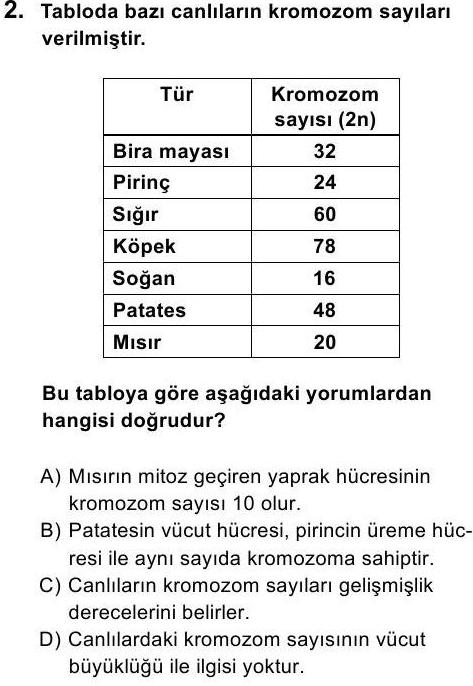 2. Tabloda bazı canlıların kromozom sayıları
verilmiştir.
Tür Kromozom
sayısı (2n)
Bira mayası 32
Pirinç 24
Sığır 60
Köpek 78
Soğan 16
Patates 48
Mısır 20
Bu tabloya göre aşağıdaki yorumlardan
hangisi doğrudur?
A) Mısırın mitoz geçiren yaprak hücresinin
kromozom sayısı 10 olur.
B) Patatesin vücut hücresi, pirincin üreme hüc-
resi ile aynı sayıda kromozoma sahiptir.
C) Canlıların kromozom sayıları gelişmişlik
derecelerini belirler.
D) Canlılardaki kromozom sayısının vücut
büyüklüğü ile ilgisi yoktur.